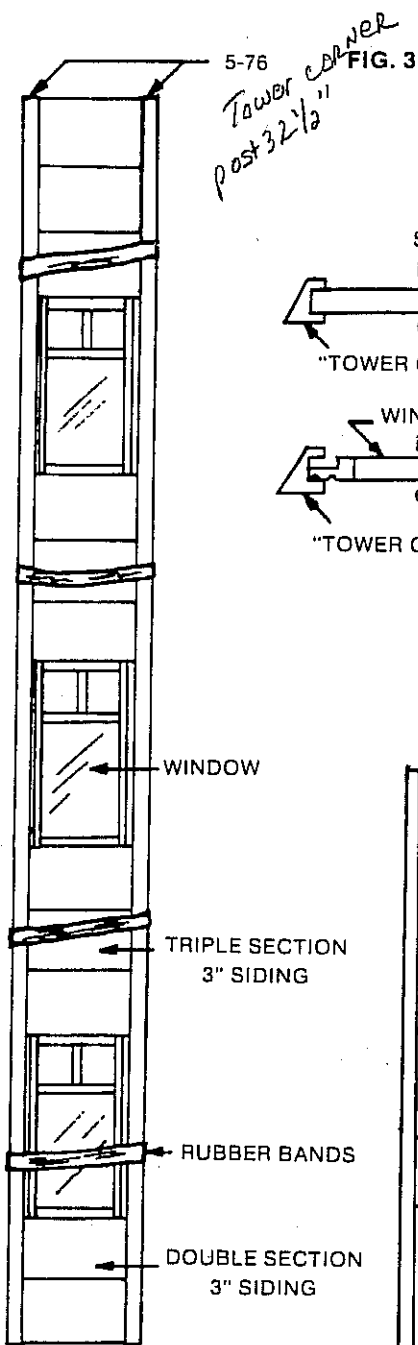 5-76 FIG. 3
Tower CORNER
post 32 1/2"
"TOWER
WIN
"TOWER
WINDOW
TRIPLE SECTION
3" SIDING
RUBBER BANDS
DOUBLE SECTION
3" SIDING